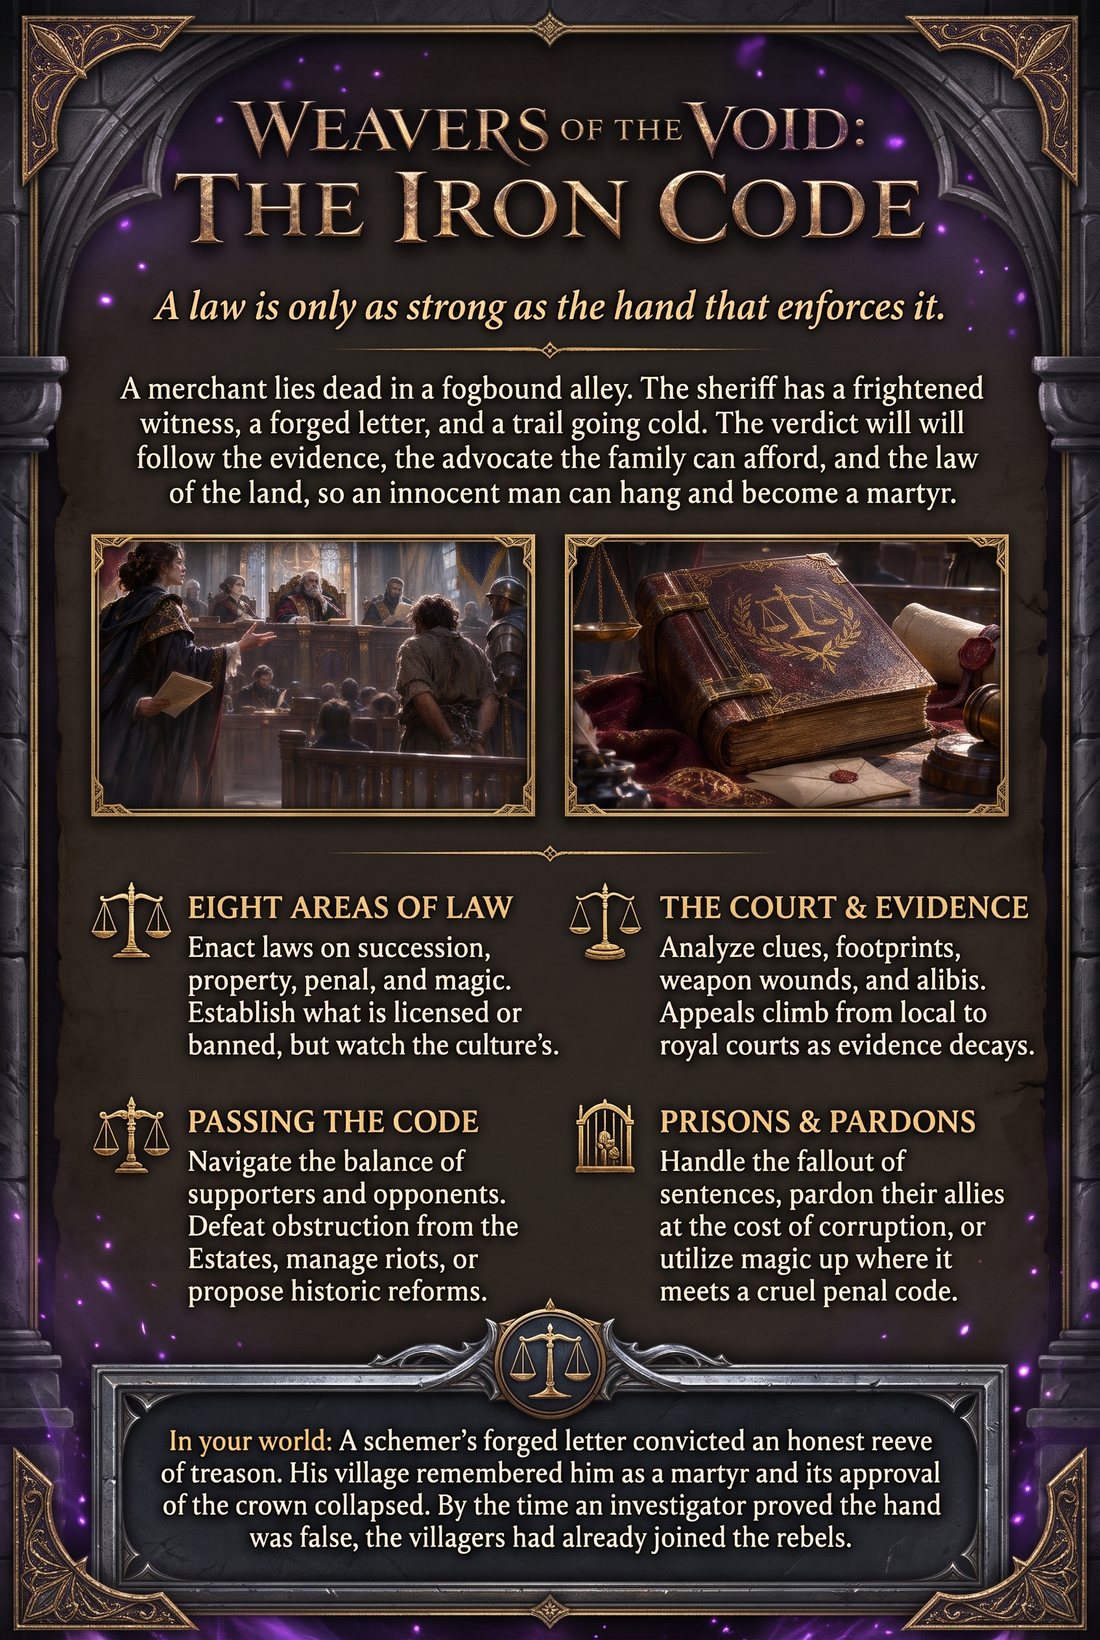 WEAVERS OF THE VOID:
THE IRON CODE
A law is only as strong as the hand that enforces it.
A merchant lies dead in a fogbound alley. The sheriff has a frightened
witness, a forged letter, and a trail going cold. The verdict will will
follow the evidence, the advocate the family can afford, and the law
of the land, so an innocent man can hang and become a martyr.
EIGHT AREAS OF LAW
Enact laws on succession,
property, penal, and magic.
Establish what is licensed or
banned, but watch the culture's.
THE COURT & EVIDENCE
Analyze clues, footprints,
weapon wounds, and alibis.
Appeals climb from local to
royal courts as evidence decays.
PASSING THE CODE
Navigate the balance of
supporters and opponents.
Defeat obstruction from the
Estates, manage riots, or
propose historic reforms.
PRISONS & PARDONS
Handle the fallout of
sentences, pardon their allies
at the cost of corruption, or
utilize magic up where it
meets a cruel penal code.
In your world: A schemer's forged letter convicted an honest reeve
of treason. His village remembered him as a martyr and its approval
of the crown collapsed. By the time an investigator proved the hand
was false, the villagers had already joined the rebels.